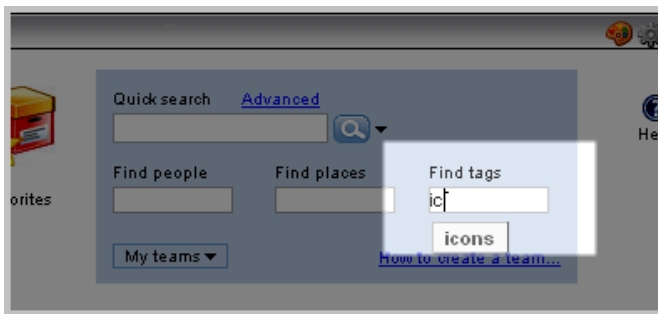 Quick search Advanced
Find people Find places Find tags
ic
icons
My teams
How to create a team...
orites
He